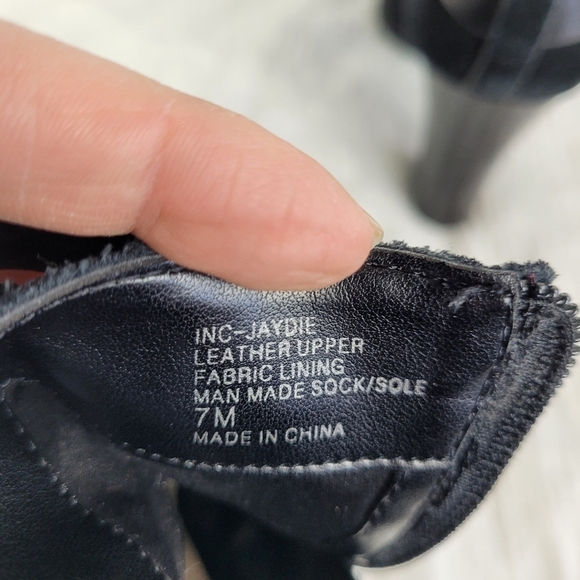 INC-JAYDIE
LEATHER UPPER
FABRIC LINING
MAN MADE SOCK/SOLE
7M
MADE IN CHINA